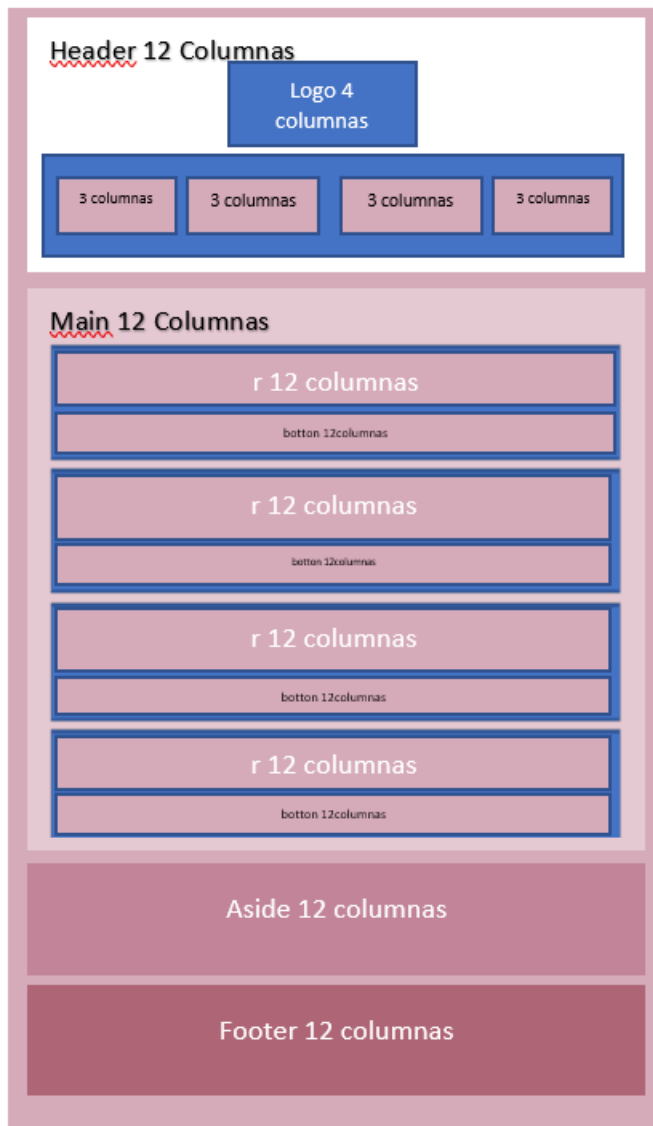 Header 12 Columnas
Logo 4
columnas
3 columnas
3 columnas
3 columnas
3 columnas
Main 12 Columnas
r 12 columnas
botton 12columnas
r 12 columnas
botton 12columnas
r 12 columnas
botton 12columnas
r 12 columnas
botton 12columnas
Aside 12 columnas
Footer 12 columnas